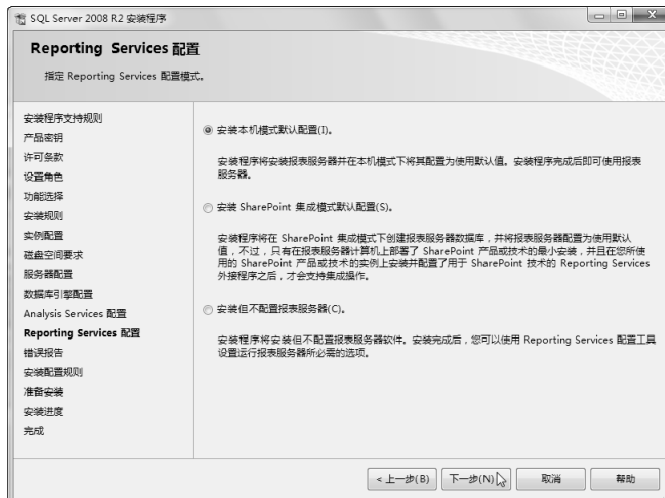 SQL Server 2008 R2 安装程序
Reporting Services 配置
指定 Reporting Services 配置模式。
安装程序支持规则
产品密钥
许可条款
设置角色
功能选择
安装规则
实例配置
磁盘空间要求
服务器配置
数据库引擎配置
Analysis Services 配置
Reporting Services 配置
错误报告
安装配置规则
准备安装
安装进度
完成
安装本机模式默认配置(I)。
安装程序将安装报表服务器并在本机模式下将其配置为使用默认值。安装程序完成后即可使用报表
服务器。
安装 SharePoint 集成模式默认配置(S)。
安装程序将在 SharePoint 集成模式下创建报表服务器数据库，并将报表服务器配置为使用默认
值，不过，只有在报表服务器计算机上部署了 SharePoint 产品或技术的最小安装，并且在您所使
用的 SharePoint 产品或技术的实例上安装并配置了用于 SharePoint 技术的 Reporting Services
外接程序之后，才会支持集成操作。
安装但不配置报表服务器(C)。
安装程序将安装但不配置报表服务器软件。安装完成后，您可以使用 Reporting Services 配置工具
设置运行报表服务器所必需的选项。
< 上一步(B)
下一步(N) >
取消
帮助